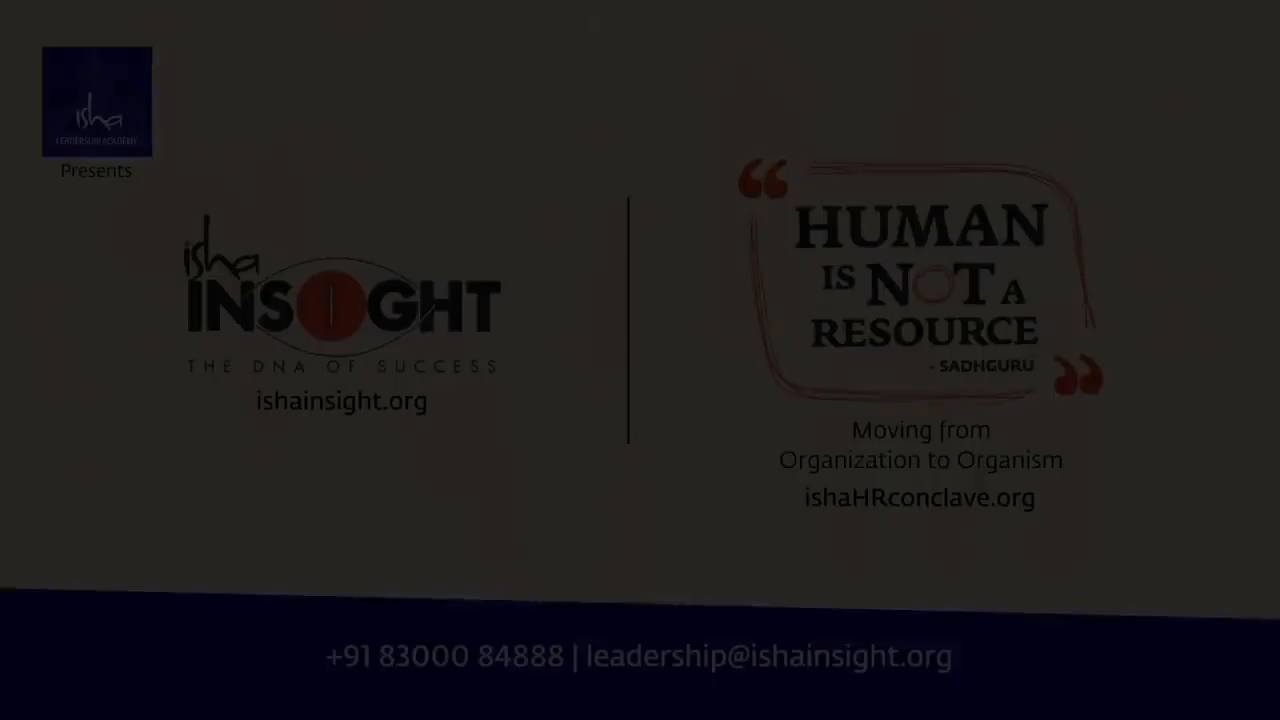 isha
LEADERSHIP ACADEMY
Presents
isha
INSIGHT
THE DNA OF SUCCESS
ishainsight.org
“HUMAN
IS NOT A
RESOURCE
- SADHGURU”
Moving from
Organization to Organism
ishaHRconclave.org
+91 83000 84888 | leadership@ishainsight.org